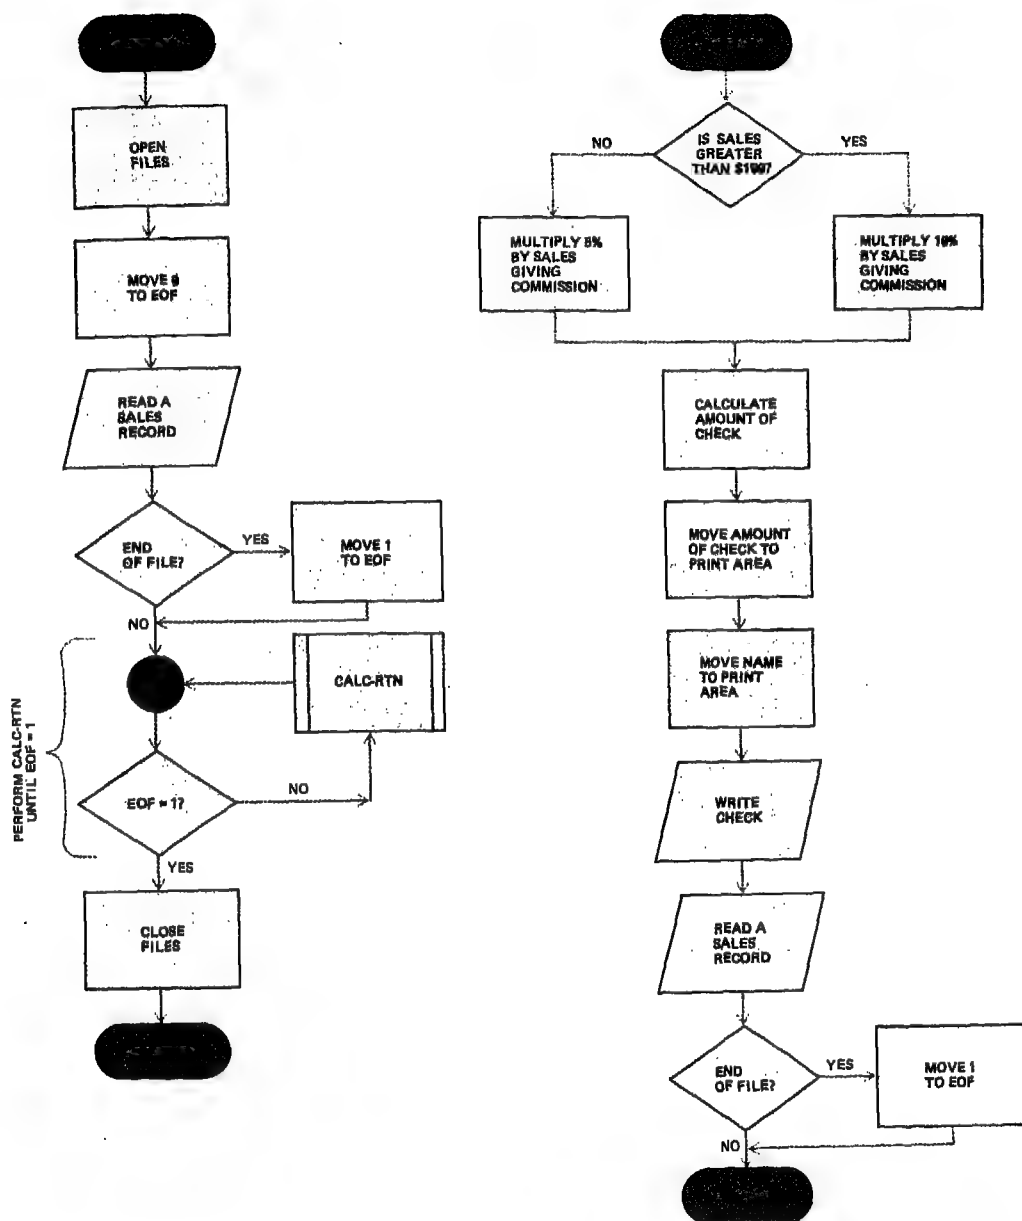 OPEN
FILES
MOVE 0
TO EOF
READ A
SALES
RECORD
END
OF FILE?
YES
MOVE 1
TO EOF
NO
PERFORM CALC-RTN
UNTIL EOF = 1
CALC-RTN
EOF = 1?
NO
YES
CLOSE
FILES
IS SALES
GREATER
THAN $100?
NO
YES
MULTIPLY 5%
BY SALES
GIVING
COMMISSION
MULTIPLY 10%
BY SALES
GIVING
COMMISSION
CALCULATE
AMOUNT OF
CHECK
MOVE AMOUNT
OF CHECK TO
PRINT AREA
MOVE NAME
TO PRINT
AREA
WRITE
CHECK
READ A
SALES
RECORD
END
OF FILE?
YES
MOVE 1
TO EOF
NO